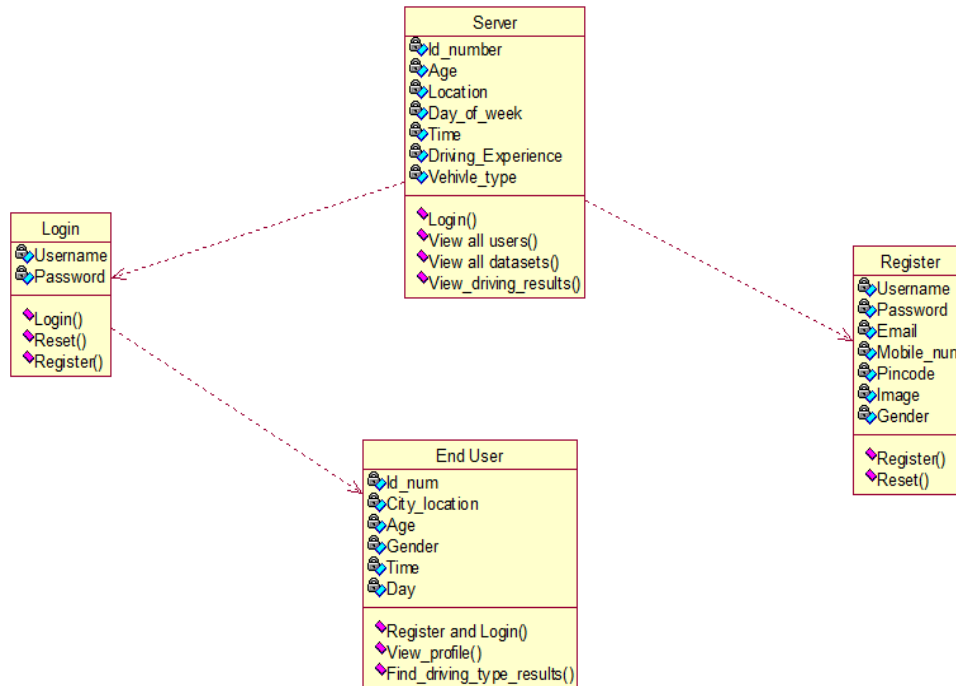 Server
Id_number
Age
Location
Day_of_week
Time
Driving_Experience
Vehivle_type
Login()
View all users()
View all datasets()
View_driving_results()
Login
Username
Password
Login()
Reset()
Register()
Register
Username
Password
Email
Mobile_num
Pincode
Image
Gender
Register()
Reset()
End User
Id_num
City_location
Age
Gender
Time
Day
Register and Login()
View_profile()
Find_driving_type_results()